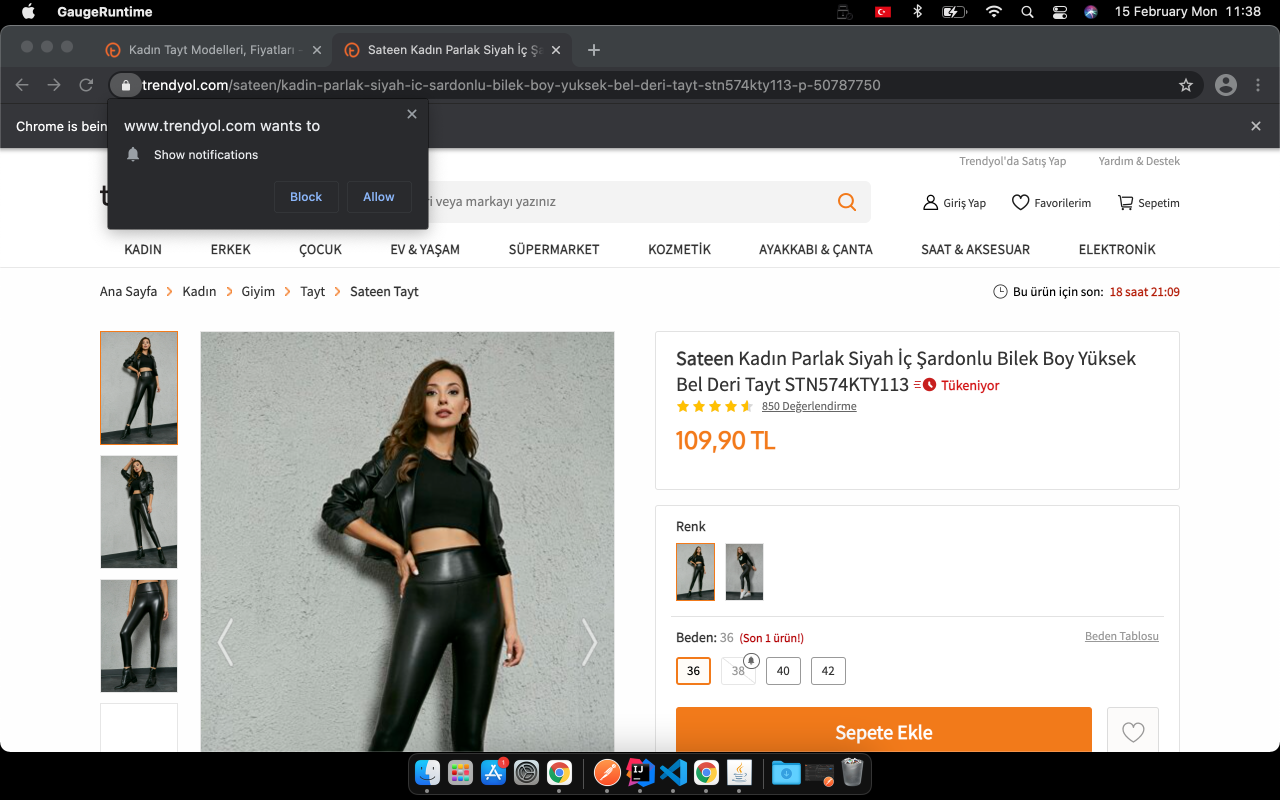 GaugeRuntime
15 February Mon 11:38
Kadın Tayt Modelleri, Fiyatları -
Sateen Kadın Parlak Siyah İç Şa
trendyol.com/sateen/kadin-parlak-siyah-ic-sardonlu-bilek-boy-yuksek-bel-deri-tayt-stn574kty113-p-50787750
Chrome is bein
www.trendyol.com wants to
Show notifications
Block
Allow
Trendyol'da Satış Yap
Yardım & Destek
t
ri veya markayı yazınız
Giriş Yap
Favorilerim
Sepetim
KADIN
ERKEK
ÇOCUK
EV & YAŞAM
SÜPERMARKET
KOZMETİK
AYAKKABI & ÇANTA
SAAT & AKSESUAR
ELEKTRONİK
Ana Sayfa > Kadın > Giyim > Tayt > Sateen Tayt
Bu ürün için son: 18 saat 21:09
Sateen Kadın Parlak Siyah İç Şardonlu Bilek Boy Yüksek
Bel Deri Tayt STN574KTY113 Tükeniyor
850 Değerlendirme
109,90 TL
Renk
Beden: 36 (Son 1 ürün!)
Beden Tablosu
36
38
40
42
Sepete Ekle
1
IJ